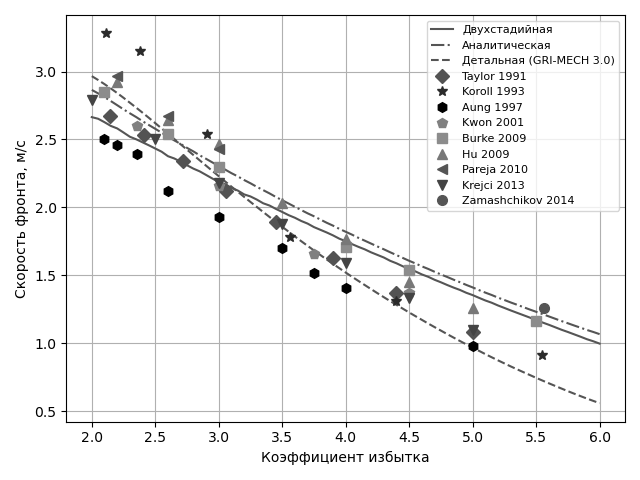 Двухстадийная
Аналитическая
Детальная (GRI-MECH 3.0)
Taylor 1991
Koroll 1993
Aung 1997
Kwon 2001
Burke 2009
Hu 2009
Pareja 2010
Krejci 2013
Zamashchikov 2014
Скорость фронта, м/с
3.0
2.5
2.0
1.5
1.0
0.5
2.0 2.5 3.0 3.5 4.0 4.5 5.0 5.5 6.0
Коэффициент избытка